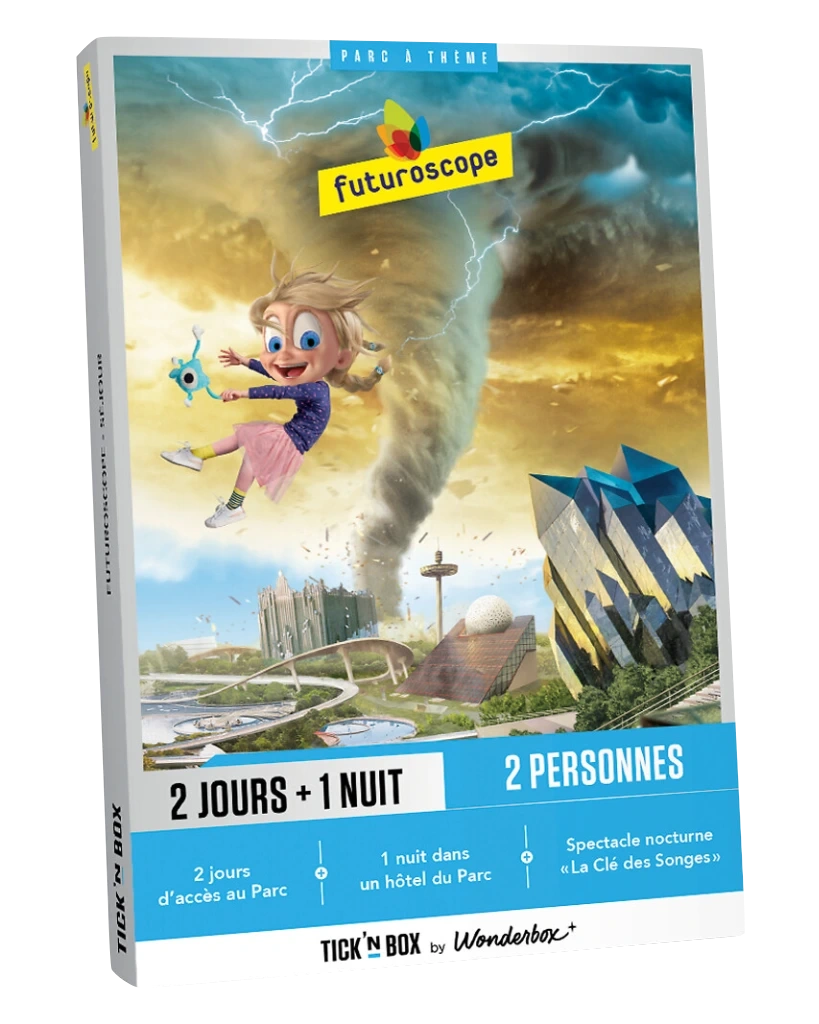 PARC À THÈME
futuroscope
2 JOURS + 1 NUIT
2 PERSONNES
2 jours
d'accès au Parc
+
1 nuit dans
un hôtel du Parc
+
Spectacle nocturne
«La Clé des Songes»
TICK'N BOX by Wonderbox+
futuroscope
FUTUROSCOPE - SÉJOUR
TICK'N BOX